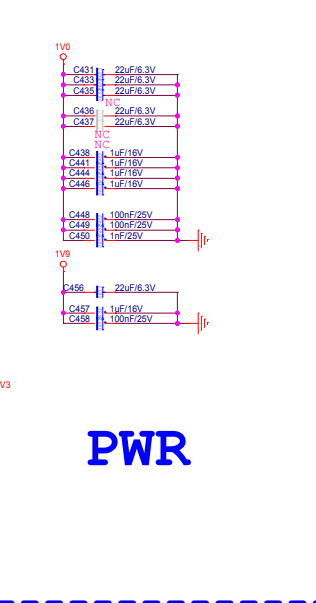 1V0
C431 22uF/6.3V
C433 22uF/6.3V
C435 22uF/6.3V
NC
C436 22uF/6.3V
C437 22uF/6.3V
NC
NC
C438 1uF/16V
C441 1uF/16V
C444 1uF/16V
C446 1uF/16V
C448 100nF/25V
C449 100nF/25V
C450 1nF/25V
1V9
C456 22uF/6.3V
C457 1uF/16V
C458 100nF/25V
V3
PWR